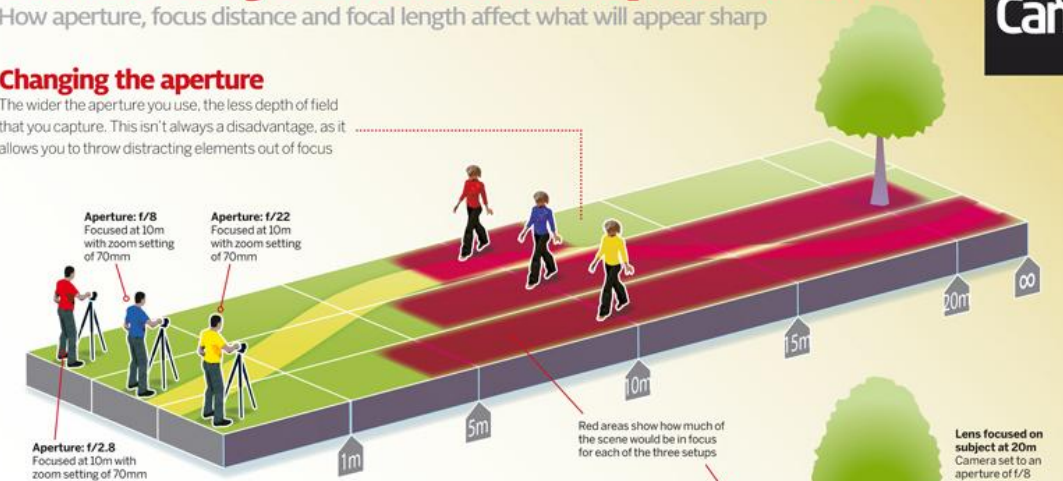 How aperture, focus distance and focal length affect what will appear sharp
Changing the aperture
The wider the aperture you use, the less depth of field
that you capture. This isn't always a disadvantage, as it
allows you to throw distracting elements out of focus
Aperture: f/8
Focused at 10m
with zoom setting
of 70mm
Aperture: f/22
Focused at 10m
with zoom setting
of 70mm
Aperture: f/2.8
Focused at 10m with
zoom setting of 70mm
1m
5m
10m
15m
20m
∞
Red areas show how much of
the scene would be in focus
for each of the three setups
Lens focused on
subject at 20m
Camera set to an
aperture of f/8